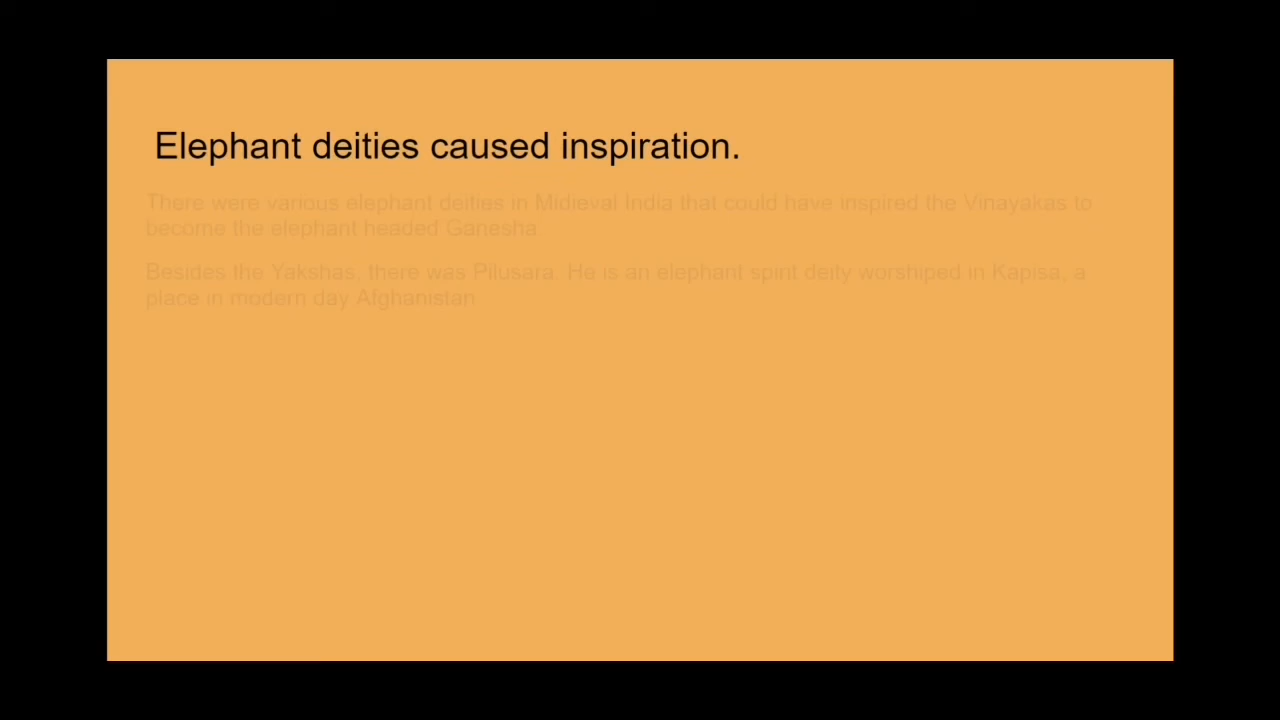 Elephant deities caused inspiration.
There were various elephant deities in Midieval India that could have inspired the Vinayakas to
become the elephant headed Ganesha
Besides the Yakshas, there was Pilusara. He is an elephant spirit deity worshiped in Kapisa, a
place in modern day Afghanistan